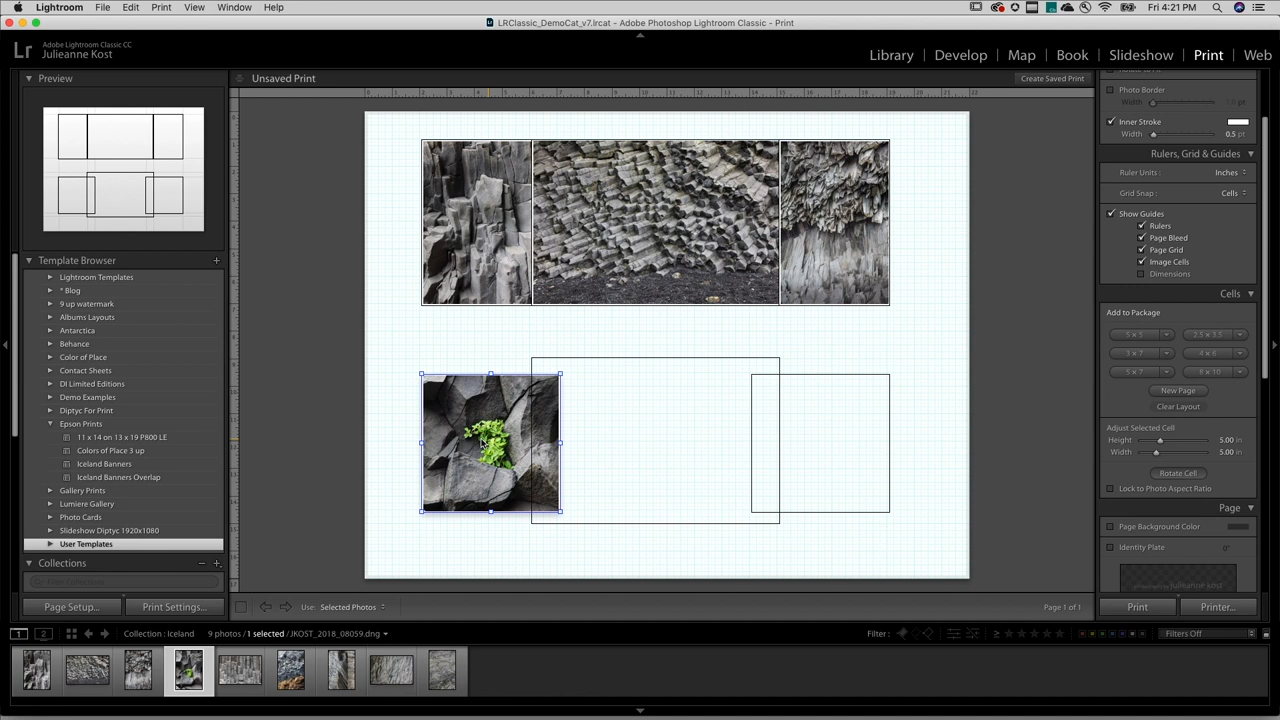 Lightroom File Edit Photo Print View Window Help Fri 4:21 PM
LRClassic_DemoCat_v7.lrcat - Adobe Photoshop Lightroom Classic - Print
Lr Adobe Lightroom Classic CC
Julieanne Kost
Library | Develop | Map | Book | Slideshow | Print | Web
Preview
Unsaved Print
Create Saved Print
Template Browser
Lightroom Templates
* Blog
9 up watermark
Albums Layouts
Antarctica
Behance
Color of Place
Contact Sheets
DI Limited Editions
Demo Examples
Diptyc For Print
Epson Prints
11 x 14 on 13 x 19 P800 LE
Colors of Place 3 up
Iceland Banners
Iceland Banners Overlap
Gallery Prints
Lumiere Gallery
Photo Cards
Slideshow Diptyc 1920x1080
User Templates
Collections
Page Setup...
Print Settings...
Use: Selected Photos
Page 1 of 1
Photo Border
Width pt
Inner Stroke
Width 0.5 pt
Rulers, Grid & Guides
Ruler Units : Inches
Grid Snap : Cells
Show Guides
Rulers
Page Bleed
Page Grid
Image Cells
Dimensions
Cells
Add to Package
5 x 5 2.5 x 3.5
3 x 7 4 x 6
5 x 7 8 x 10
New Page
Clear Layout
Adjust Selected Cell
Height 5.00 in
Width 5.00 in
Rotate Cell
Lock to Photo Aspect Ratio
Page
Page Background Color
Identity Plate
julieanne kost
Print
Printer...
1 2 Collection : Iceland 9 photos / 1 selected / JKOST_2018_08059.dng
Filter :
Filters Off